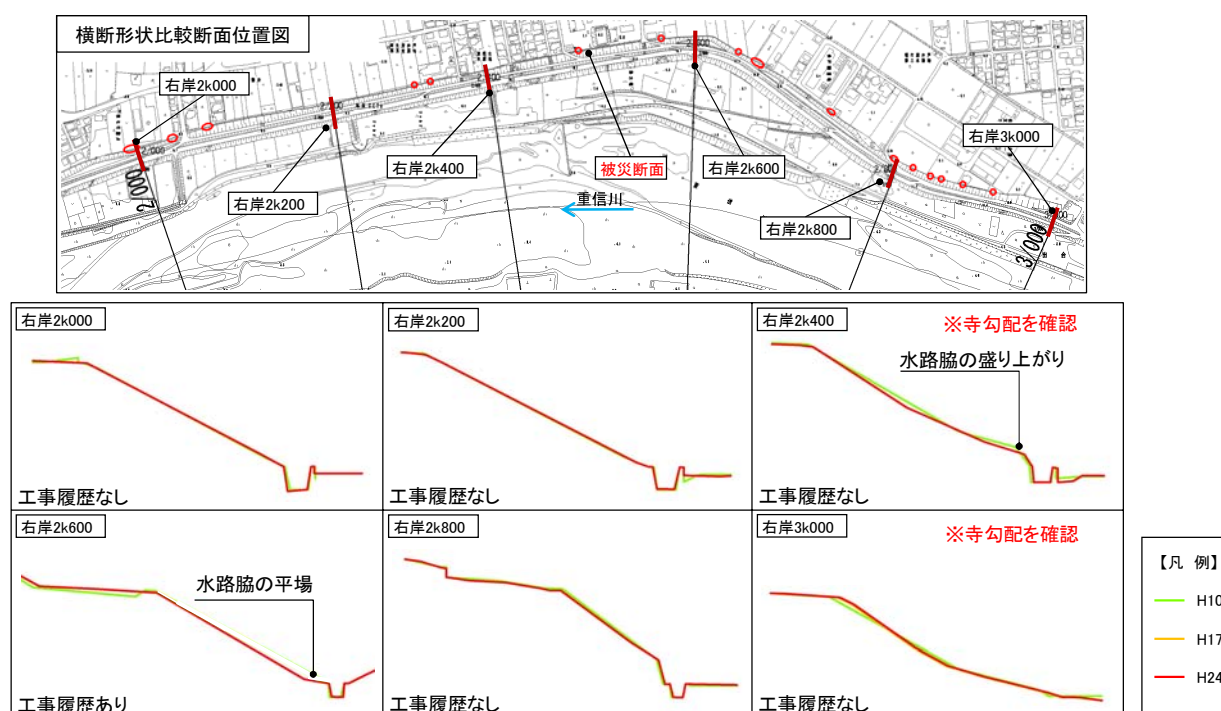 横断形状比較断面位置図
右岸2k000
右岸2k200
右岸2k400
被災断面
右岸2k600
右岸2k800
右岸3k000
重信川
2/000
2,000
3/000
右岸2k000
工事履歴なし
右岸2k200
工事履歴なし
右岸2k400
※寺勾配を確認
水路脇の盛り上がり
工事履歴なし
右岸2k600
水路脇の平場
工事履歴あり
右岸2k800
工事履歴なし
右岸3k000
※寺勾配を確認
工事履歴なし
【凡 例】
H10
H17
H24